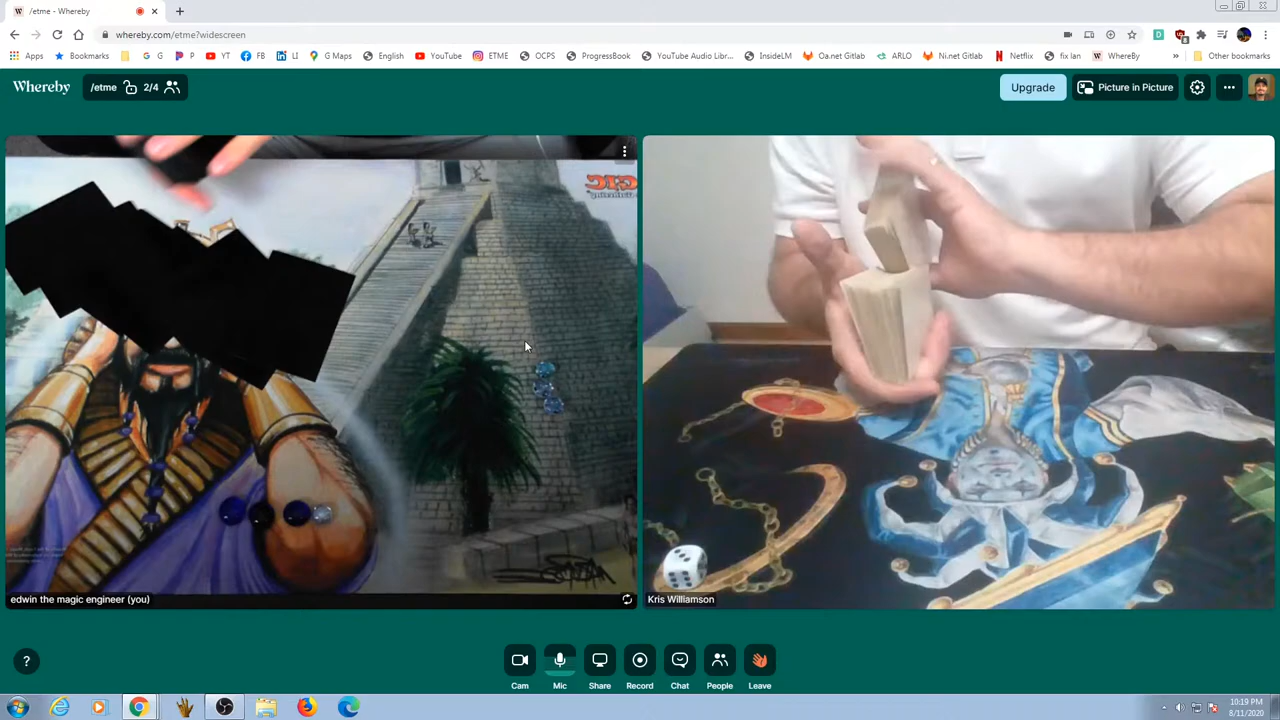 /etme - Whereby
whereby.com/etme?widescreen
Apps Bookmarks G P YT FB LI G Maps English YouTube ETME OCPS ProgressBook YouTube Audio Libr... InsideLM Oa.net Gitlab ARLO Ni.net Gitlab Netflix fix lan WhereBy » Other bookmarks
Whereby /etme 2/4 Upgrade Picture in Picture
edwin the magic engineer (you)
Kris Williamson
? Cam Mic Share Record Chat People Leave
10:19 PM
8/11/2020